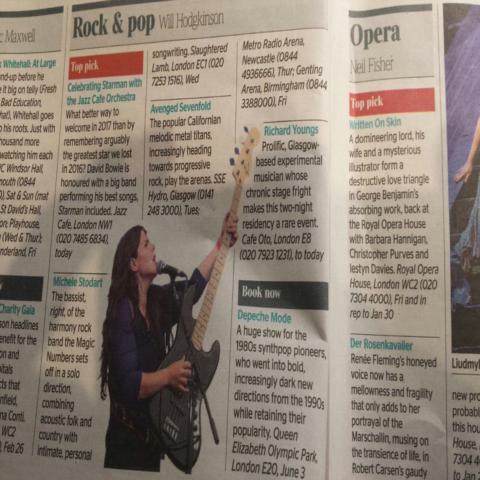 Maxwell
Whitehall: At Large
nd-up before he
it big on telly (Fresh
Bad Education,
hat), Whitehall goes
his roots. Just with
housand more
watching him each
C Windsor Hall,
mouth (0844
) Sat & Sun (mat
St David's Hall,
on; Playhouse,
(Wed & Thur);
nderland, Fri
Charity Gala
son headlines
benefit for the
on and
pitals
cts that
nfield,
na Conti,
WC2
, Feb 26
Rock & pop Will Hodgkinson
Top pick
Celebrating Starman with
the Jazz Cafe Orchestra
What better way to
welcome in 2017 than by
remembering arguably
the greatest star we lost
in 2016? David Bowie is
honoured with a big band
performing his best songs,
Starman included. Jazz
Cafe, London NW1
(020 7485 6834),
today
Michele Stodart
The bassist,
right, of the
harmony rock
band the Magic
Numbers sets
off in a solo
direction,
combining
acoustic folk and
country with
intimate, personal
songwriting. Slaughtered
Lamb, London EC1 (020
7253 1516), Wed
Avenged Sevenfold
The popular Californian
melodic metal titans,
increasingly heading
towards progressive
rock, play the arenas. SSE
Hydro, Glasgow (0141
248 3000), Tues;
Metro Radio Arena,
Newcastle (0844
4936666), Thur; Genting
Arena, Birmingham (0844
3388000), Fri
Richard Youngs
Prolific, Glasgow-
based experimental
musician whose
chronic stage fright
makes this two-night
residency a rare event.
Cafe Oto, London E8
(020 7923 1231), to today
Book now
Depeche Mode
A huge show for the
1980s synthpop pioneers,
who went into bold,
increasingly dark new
directions from the 1990s
while retaining their
popularity. Queen
Elizabeth Olympic Park,
London E20, June 3
Opera
Neil Fisher
Top pick
Written On Skin
A domineering lord, his
wife and a mysterious
illustrator form a
destructive love triangle
in George Benjamin's
absorbing work, back at
the Royal Opera House
with Barbara Hannigan,
Christopher Purves and
Iestyn Davies. Royal Opera
House, London WC2 (020
7304 4000), Fri and in
rep to Jan 30
Der Rosenkavalier
Renée Fleming's honeyed
voice now has a
mellowness and fragility
that only adds to her
portrayal of the
Marschallin, musing on
the transience of life, in
Robert Carsen's gaudy
Liudmyl
new pro
probabl
this hou
House,
7304 4
to Jan